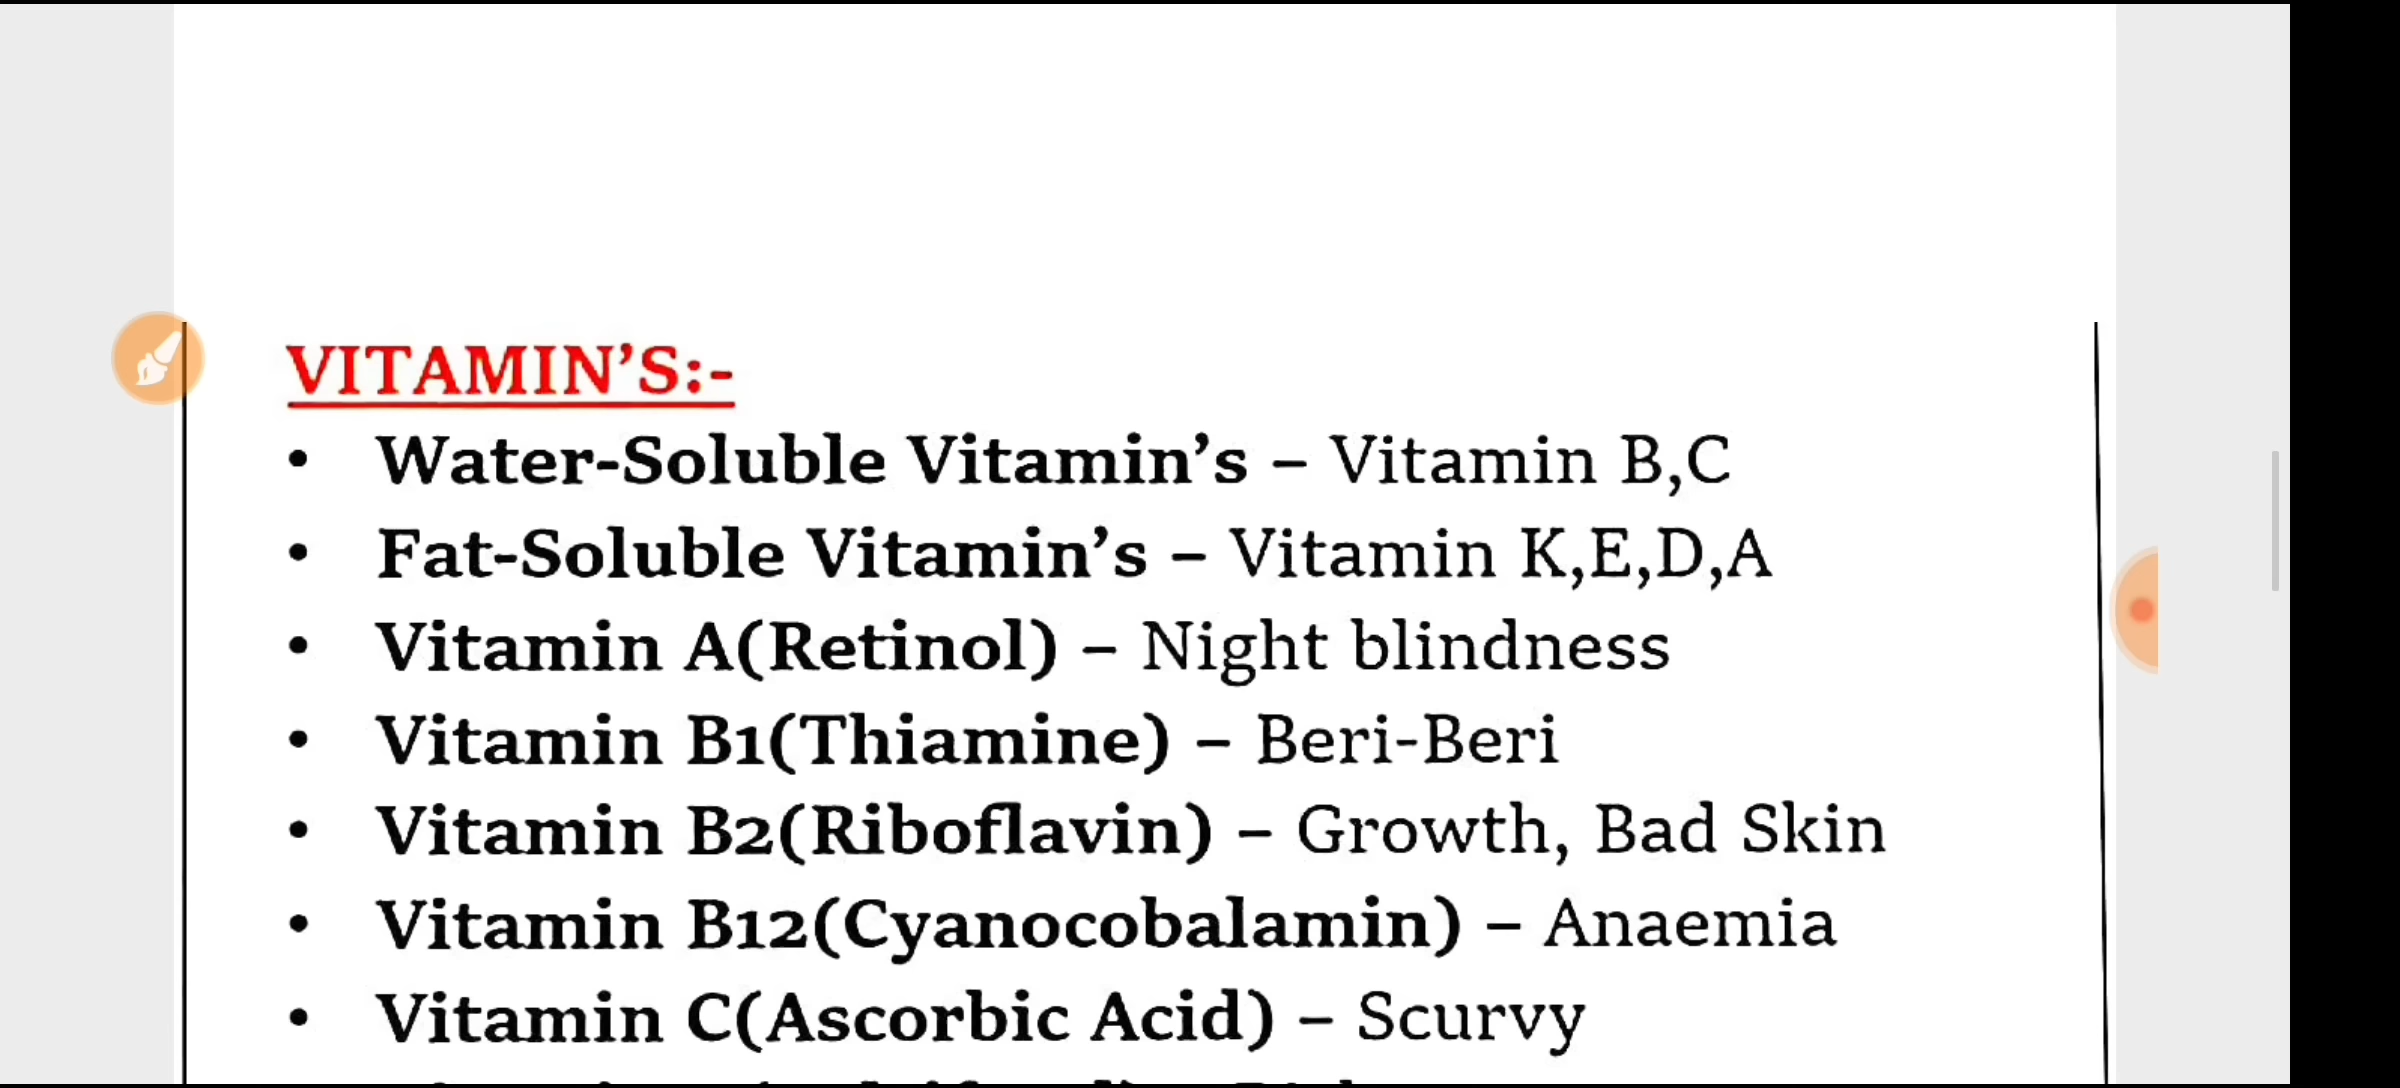 VITAMIN’S:-
• Water-Soluble Vitamin’s – Vitamin B,C
• Fat-Soluble Vitamin’s – Vitamin K,E,D,A
• Vitamin A(Retinol) – Night blindness
• Vitamin B1(Thiamine) – Beri-Beri
• Vitamin B2(Riboflavin) – Growth, Bad Skin
• Vitamin B12(Cyanocobalamin) – Anaemia
• Vitamin C(Ascorbic Acid) – Scurvy